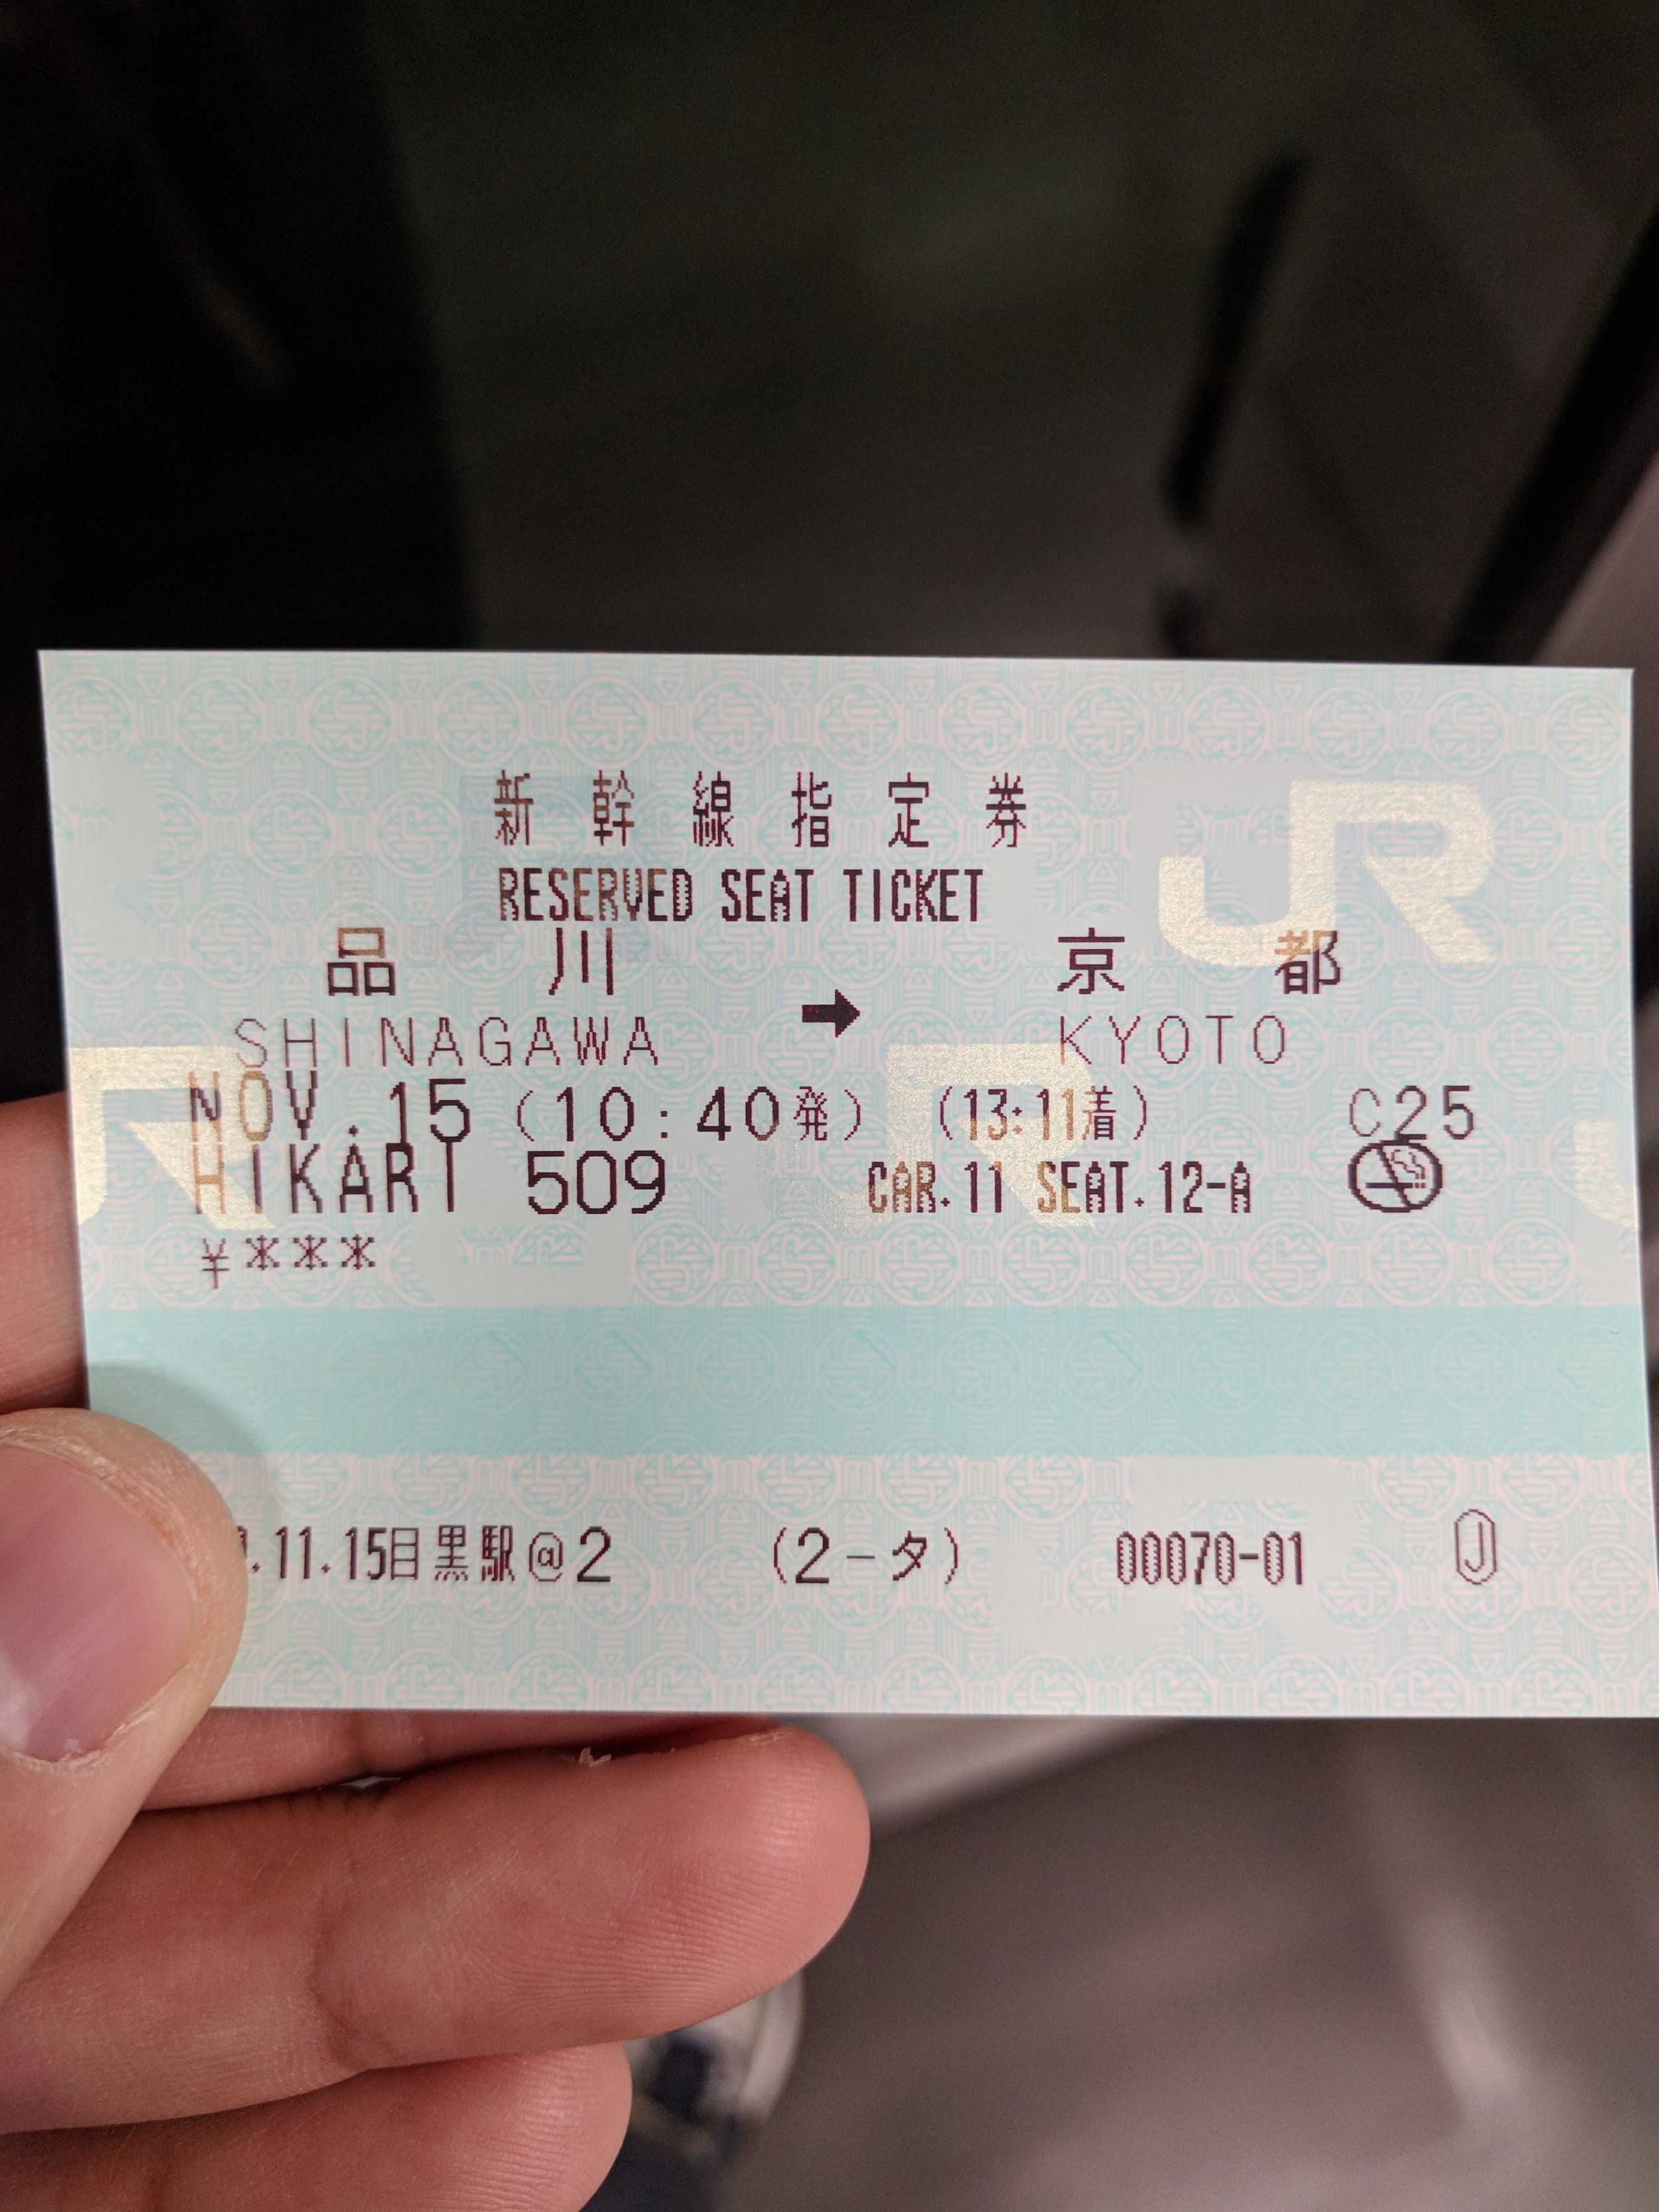 新幹線指定券
RESERVED SEAT TICKET
品川 → 京都
SHINAGAWA KYOTO
NOV.15 (10:40発) (13:11着) C25
HIKARI 509 CAR.11 SEAT.12-A
¥***
.11.15目黒駅@2 (2-タ) 00070-01 Ⓙ
JR